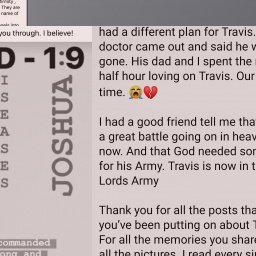 They are
name of
you through. I believe!
D - 1:9
I
S
E
A
S
E
S
JOSHUA
commanded
ong and
had a different plan for Travis.
doctor came out and said he w
gone. His dad and I spent the
half hour loving on Travis. Our
time. 😭💔
I had a good friend tell me that
a great battle going on in heav
now. And that God needed som
for his Army. Travis is now in t
Lords Army
Thank you for all the posts tha
you've been putting on about T
For all the memories you share
all the pictures. I read every si